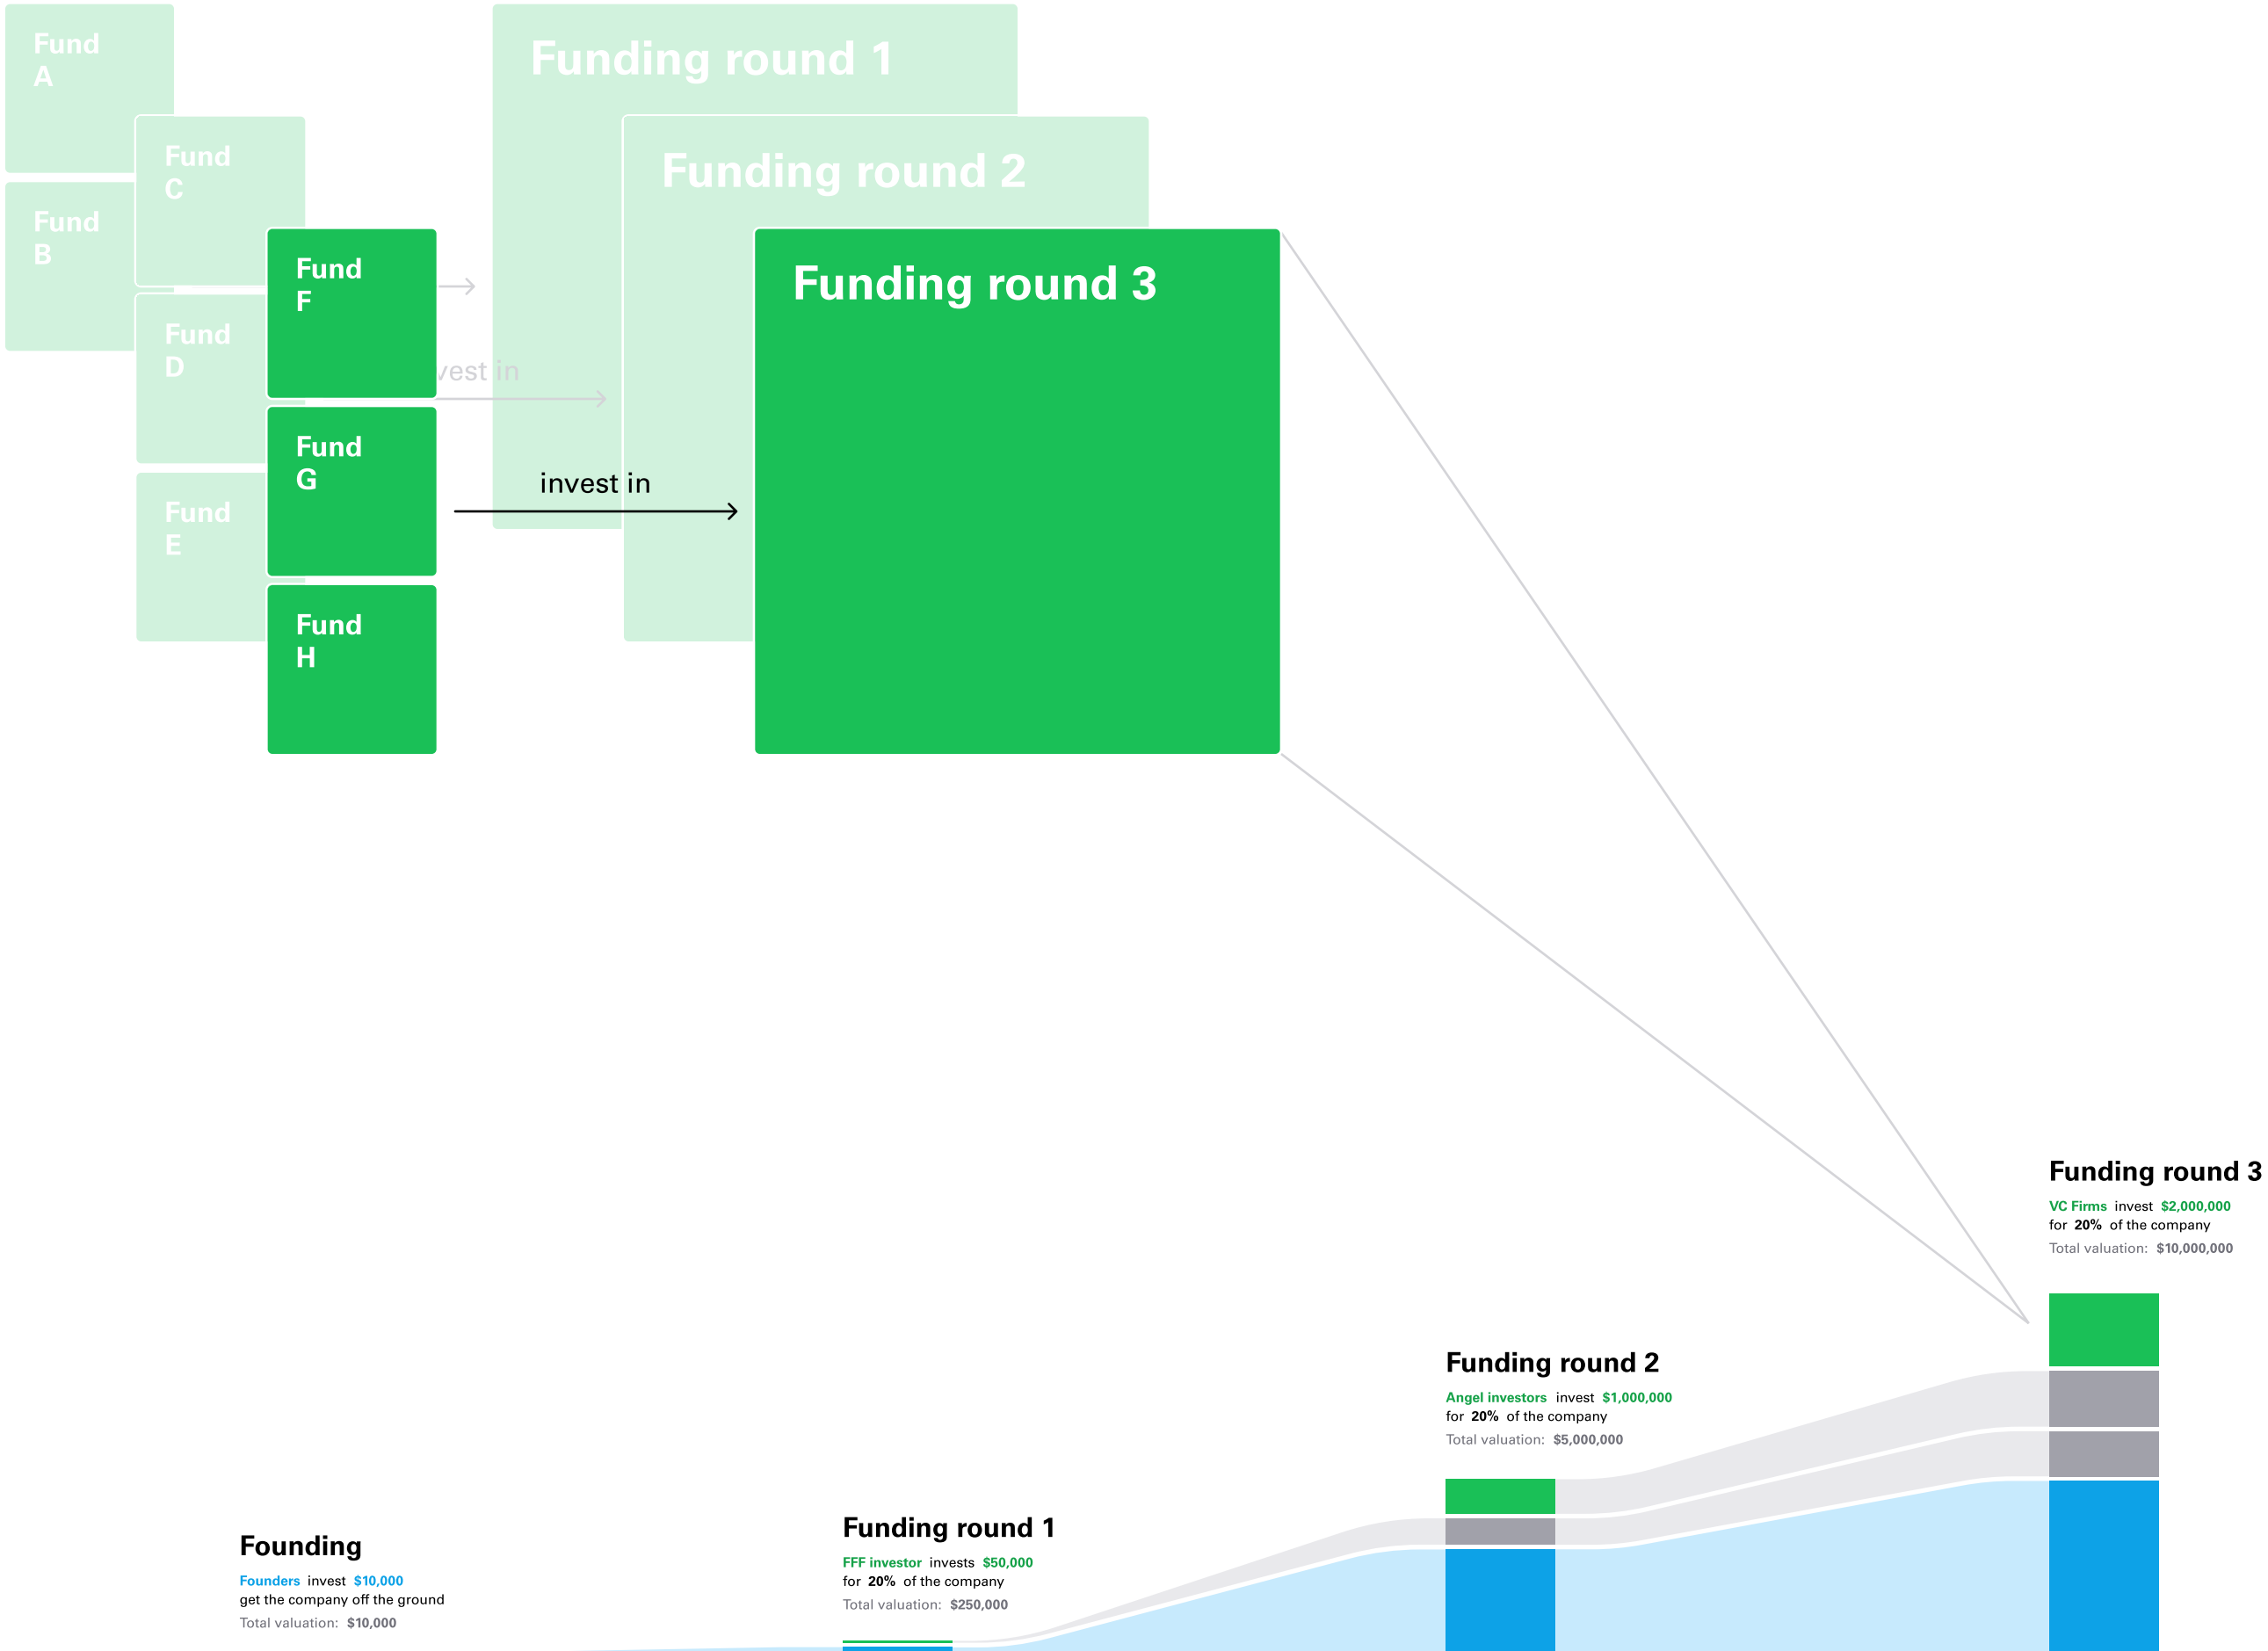 Fund
A
Fund
B
Fund
C
Fund
D
Fund
E
Fund
F
Fund
G
Fund
H
Funding round 1
Funding round 2
Funding round 3
vest in
invest in
Funding round 3
VC Firms invest $2,000,000
for 20% of the company
Total valuation: $10,000,000
Funding round 2
Angel investors invest $1,000,000
for 20% of the company
Total valuation: $5,000,000
Funding round 1
FFF investor invests $50,000
for 20% of the company
Total valuation: $250,000
Founding
Founders invest $10,000
get the company off the ground
Total valuation: $10,000